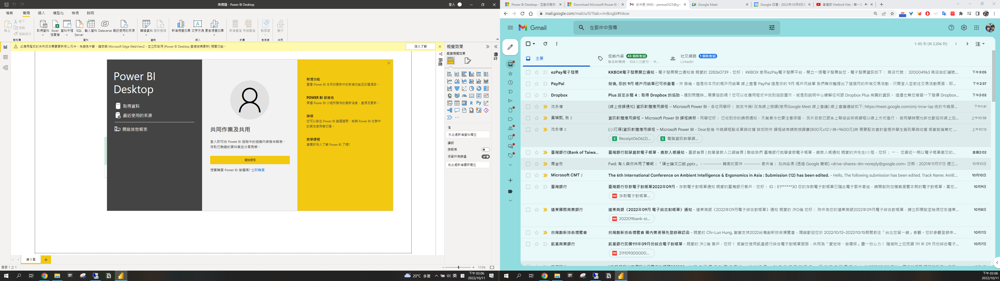 無標題 - Power BI Desktop
登入
檔案 常用 插入 模型化 檢視 說明
貼上
剪下
複製
複製格式
剪貼簿
取得資料
Excel 活頁簿
資料中樞
SQL Server
輸入資料
Dataverse
最近使用的來源
資料
轉換資料
重新整理
查詢
新增視覺效果
文字方塊
更多視覺效果
插入
新增量值
快速量值
計算
敏感度
敏感度
發行
共用
此應用程式的未來版本需要更新核心元件。為避免中斷，請安裝 Microsoft Edge WebView2，並立即啟用 [Power BI Desktop 基礎結構更新] 預覽功能。
深入了解
篩選
視覺效果
組建視覺效果
欄位
Power BI
Desktop
取得資料
最近使用的來源
開啟其他報表
共同作業及共用
登入即可在 Power BI 服務中的組織內容發佈報表、
存取已驗證的資料集並分享見解。
開始使用
想要購買 Power BI 授權嗎? 立即購買
新增功能
查看 Power BI 本月份更新中的新增功能及改進項目。
POWER BI 部落格
掌握 Power BI 小組所發佈的最新消息、資源及更新。
論壇
您可以前往 Power BI 論壇提問，或與 Power BI 社群中
的其他使用者切磋。
教學課程
準備好深入了解 Power BI 了嗎?
R Py
值
於此處新增資料欄位
鑽研
跨報表
保留所有篩選
在此處新增鑽研欄位
第 1 頁
頁面 1 之 1
113%
20°C 多雲
英
下午 03:06
2022/10/11
Power BI Desktop - 互動式報表
Download Microsoft Power BI
收件匣 (990) - peresa0325@gm
Google Meet
Google 日曆 - 2022年10月9日
韋禮安 Weibird Wei - 第一
mail.google.com/mail/u/0/?tab=rm&ogbl#inbox
NEW
Gmail
在郵件中搜尋
1–50 列 (共 2,206 列)
注
主要
促銷內容 43 個新對話
聯合新聞網、 104人力銀行、 中...
社交網路 1 個新對話
Linkedin
ezPay電子發票 KKBOX電子發票開立通知 - 電子發票開立通知信 親愛的 228260739，您好： KKBOX 使用ezPay電子發票平台，開立一張電子發票給您，電子發票資訊如下： 商店代號： 320004963 商店自訂編號... 下午3:05
PayPal 啓倫, 你的 9月 帳戶月結單已可供查看 - 洪 啓倫 - 這是你本月的帳戶月結單 線上查看 PayPal 這是你的 9月 帳戶月結單 我們幫你整理出了這個月的所有交易活動，只需登入並前往交易活動頁面，即... 下午2:37
Dropbox Plus 設定步驟 4：取得 Dropbox 的協助 - 遇到問題時... 需要協助嗎？您可以在應用程式中找到協助圖示，或是到說明中心瞭解任何跟 Dropbox Plus 有關的資訊。 這邊也幫您複習一下發揮 Dropbox... 下午2:02
沈永信 (線上授課通知) 資訊軟體應用課程 – Microsoft Power BI - 各位同學好： 就在今晚! 改為線上授課(使用Google Meet 線上會議) 線上會議連結如下: https://meet.google.com/zmj-trcw-iqs 由於今晚居... 下午1:41
黃穎甄, 我 2 資訊軟體應用課程 – Microsoft Power BI 課程請假 - 同學您好： 已收到你的請假通知，天氣漸冷也要注意保暖， 另外目前已跟系上聯絡安排將課程以線上方式進行， 若同學時間允許也歡迎你線上加... 上午10:58
沈永信 2 (小叮嚀)資訊軟體應用課程 – Microsoft Power BI - Dear啟倫 今晚課程點名單與收據 詳如附件 課程結束請教授課費(800元x12小時=9600元)時 需要配合會計室提供學生簽到單與收據 感謝啟倫幫忙 ... 上午10:13
Receipt0606(2)... 電腦資訊教學課...
臺灣銀行(Bank of Taiwa... 臺灣銀行就學貸款電子帳單 - 繳款入帳通知 - 臺銀首頁 | 就學貸款入口網首頁 | 聯絡我們 臺灣銀行就學貸款電子帳單 - 繳款入帳通知 親愛的洪先生/小姐，您好： 一、 您最近一期以電子帳單繳交的... 凌晨2:02
周金枚 Fwd: 有人與你共用了簡報：「碩士論文口試.pptx」 - ---------- 轉寄的郵件 --------- 寄件者： SUN安柔 (透過 Google 簡報) <drive-shares-dm-noreply@google.com> 日期：2021年11月17日 週三... 10月10日
Microsoft CMT 2 The 6th International Conference on Ambient Intelligence & Ergonomics in Asia : Submission (12) has been edited. - Hello, The following submission has been edited. Track Name: AmIE... 10月10日
臺灣銀行 臺灣銀行存款電子對帳單2022年09月 - 存款電子對帳單通知 親愛的臺灣銀行客戶，您好： ID：E1******30 您的存款電子對帳單已隨此電子郵件寄送，請開啟附加檔案瀏覽本期的電子對帳單。當您... 10月9日
存款電子對帳單...
遠東國際商業銀行 遠東商銀《2022年09月 電子綜合對帳單》通知 - 遠東商銀《2022年09月電子綜合對帳單》通知 親愛的 洪O倫 您好： 附件為您的遠東商銀2022年09月電子綜合對帳單，請立即開啟並檢視您在遠東... 10月8日
202209bank-st...
台灣創新技術博覽會 台灣創新技術博覽會 國內業者預先登錄確認函 - 親愛的 Chi-Lun Hung, 謝謝支持2022台灣創新技術博覽會，竭誠歡迎您於 2022/10/13~2022/10/15期間前往「台北世貿一館」參觀。您的參觀登錄申... 10月7日
凱基商業銀行 凱基銀行民國111年09月份綜合電子對帳單 - 親愛的 洪倫 客戶，您好！ 感謝您使用凱基銀行綜合電子對帳單服務，共同為「愛地球、做環保」盡一份心力！ 隨信附上您民國 111 年 09 月份綜合電子... 10月7日
211109300000...
下午 03:06
2022/10/11